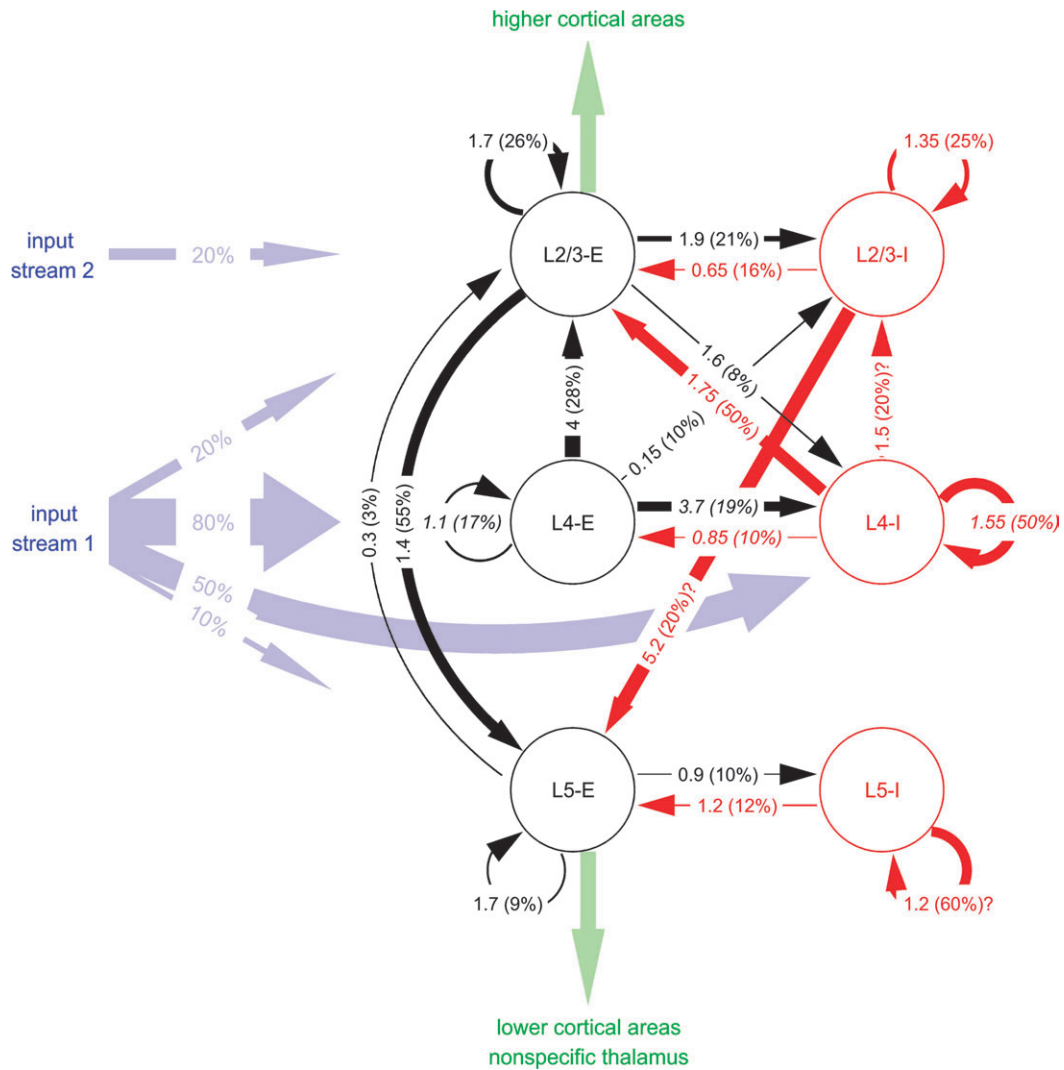 higher cortical areas
1.7 (26%)
1.35 (25%)
input
stream 2
20%
L2/3-E
1.9 (21%)
0.65 (16%)
L2/3-I
1.6 (8%)
1.75 (50%)
4 (28%)
0.15 (10%)
1.5 (20%)?
20%
input
stream 1
80%
50%
10%
0.3 (3%)
1.4 (55%)
1.1 (17%)
L4-E
3.7 (19%)
0.85 (10%)
L4-I
1.55 (50%)
5.2 (20%)?
L5-E
0.9 (10%)
1.2 (12%)
L5-I
1.7 (9%)
1.2 (60%)?
lower cortical areas
nonspecific thalamus